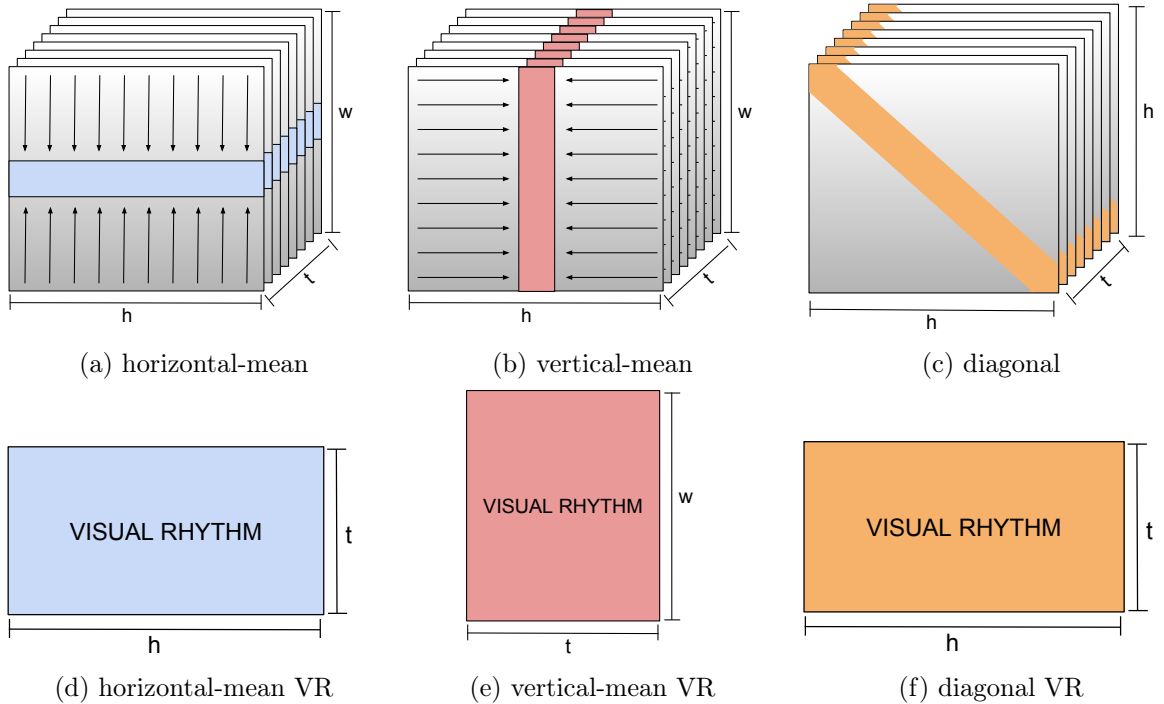 w
t
h
(a) horizontal-mean
w
t
h
(b) vertical-mean
h
t
h
(c) diagonal
VISUAL RHYTHM
t
h
(d) horizontal-mean VR
VISUAL RHYTHM
w
t
(e) vertical-mean VR
VISUAL RHYTHM
t
h
(f) diagonal VR